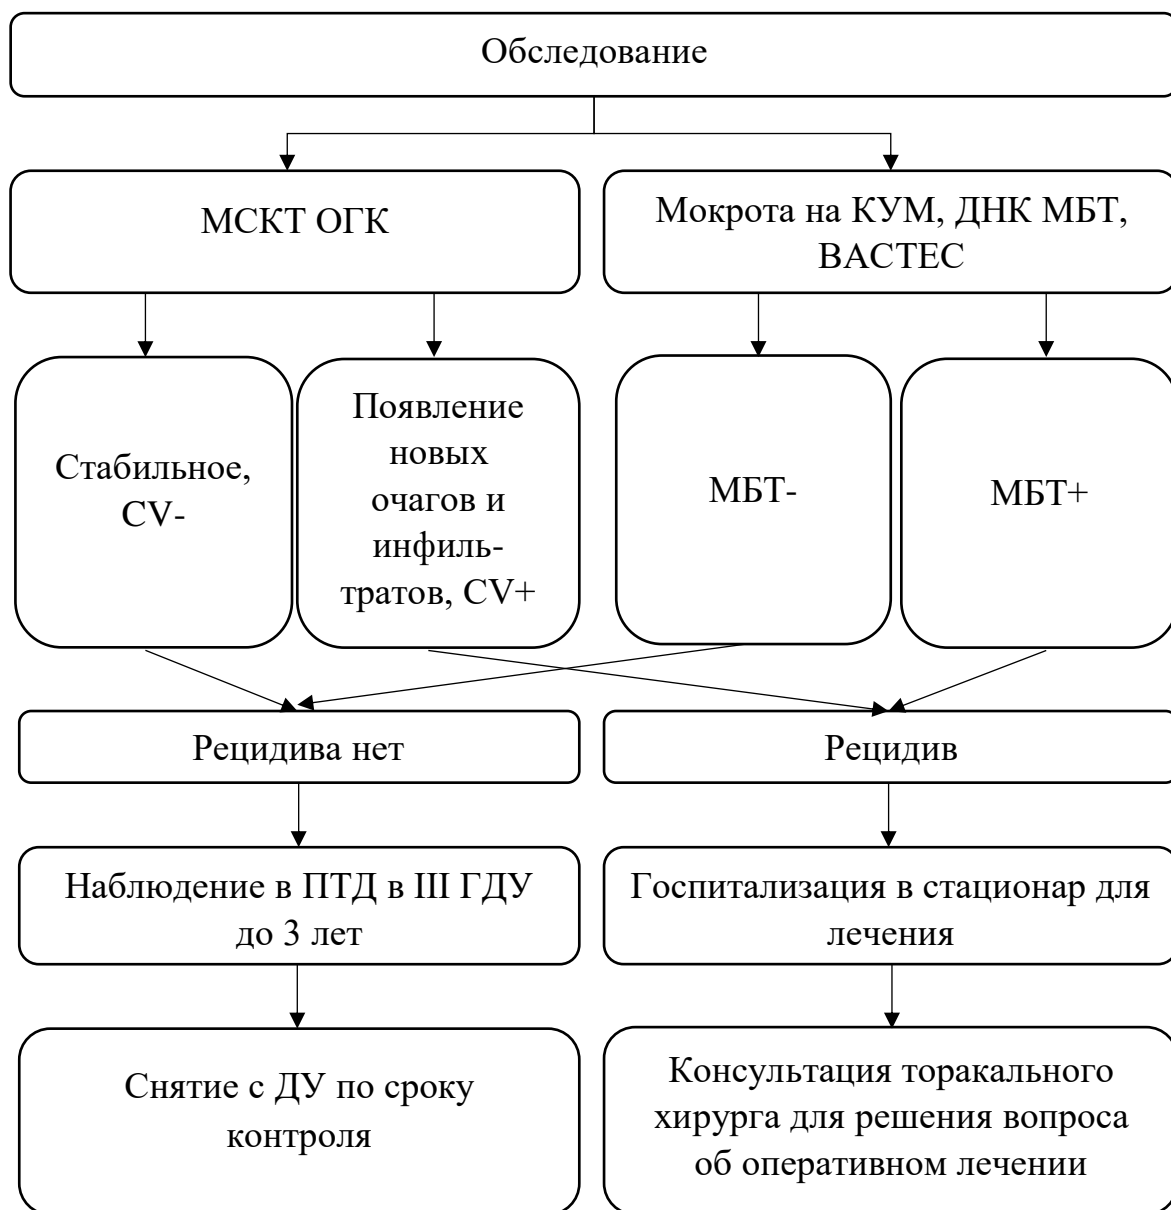 Обследование
МСКТ ОГК
Мокрота на КУМ, ДНК МБТ,
BACTEC
Стабильное,
CV-
Появление
новых
очагов и
инфиль-
тратов, CV+
МБТ-
МБТ+
Рецидива нет
Рецидив
Наблюдение в ПТД в III ГДУ
до 3 лет
Госпитализация в стационар для
лечения
Снятие с ДУ по сроку
контроля
Консультация торакального
хирурга для решения вопроса
об оперативном лечении